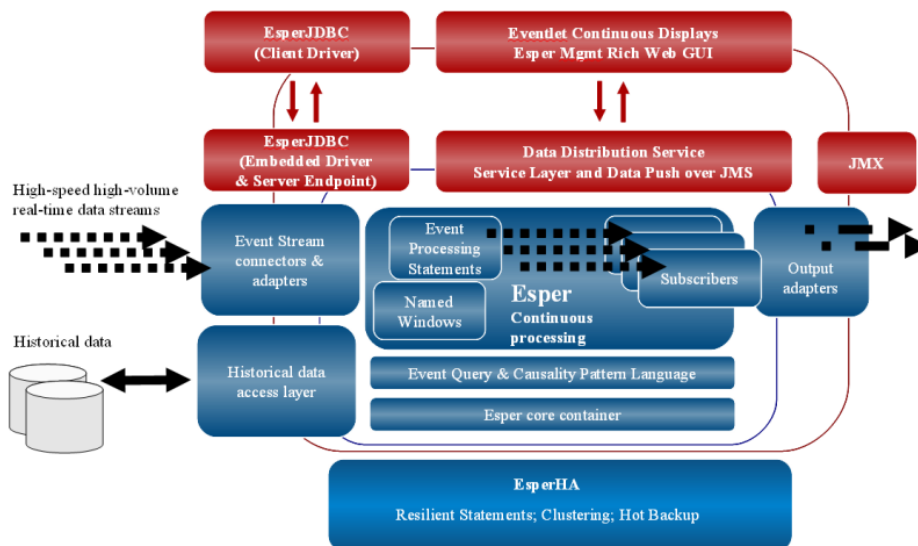 EsperJDBC
(Client Driver)
Eventlet Continuous Displays
Esper Mgmt Rich Web GUI
EsperJDBC
(Embedded Driver
& Server Endpoint)
Data Distribution Service
Service Layer and Data Push over JMS
JMX
High-speed high-volume
real-time data streams
Event Stream
connectors &
adapters
Event
Processing
Statements
Named
Windows
Esper
Continuous
processing
Subscribers
Output
adapters
Historical data
Historical data
access layer
Event Query & Causality Pattern Language
Esper core container
EsperHA
Resilient Statements; Clustering; Hot Backup